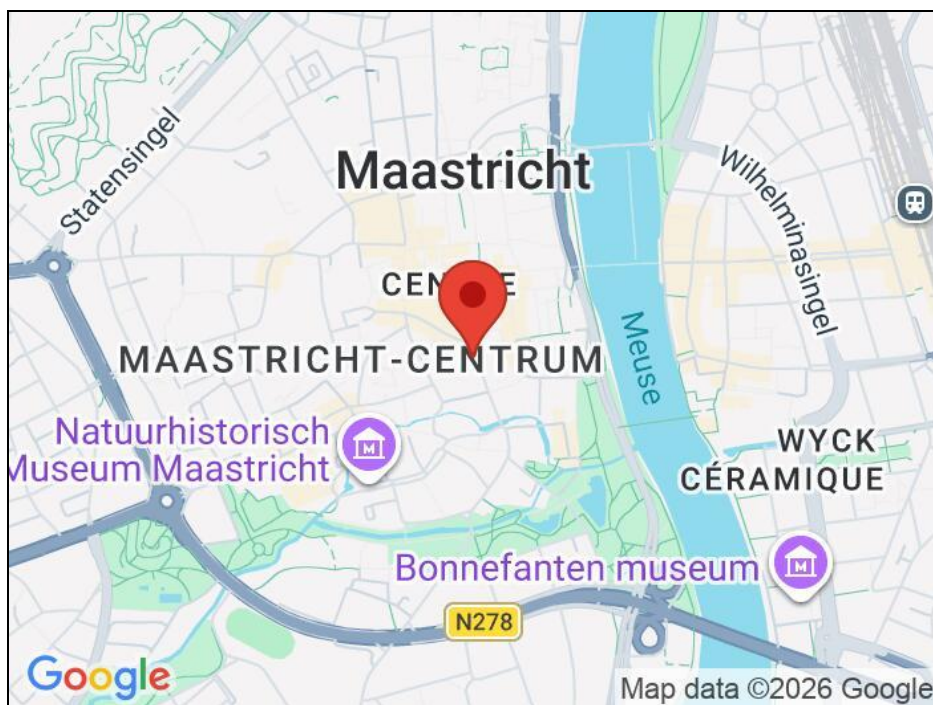 Statensingel
Maastricht
Wilhelminasingel
CENTRE
MAASTRICHT-CENTRUM
Meuse
Natuurhistorisch
Museum Maastricht
WYCK
CÉRAMIQUE
Bonnefanten museum
N278
Google
Map data ©2026 Google